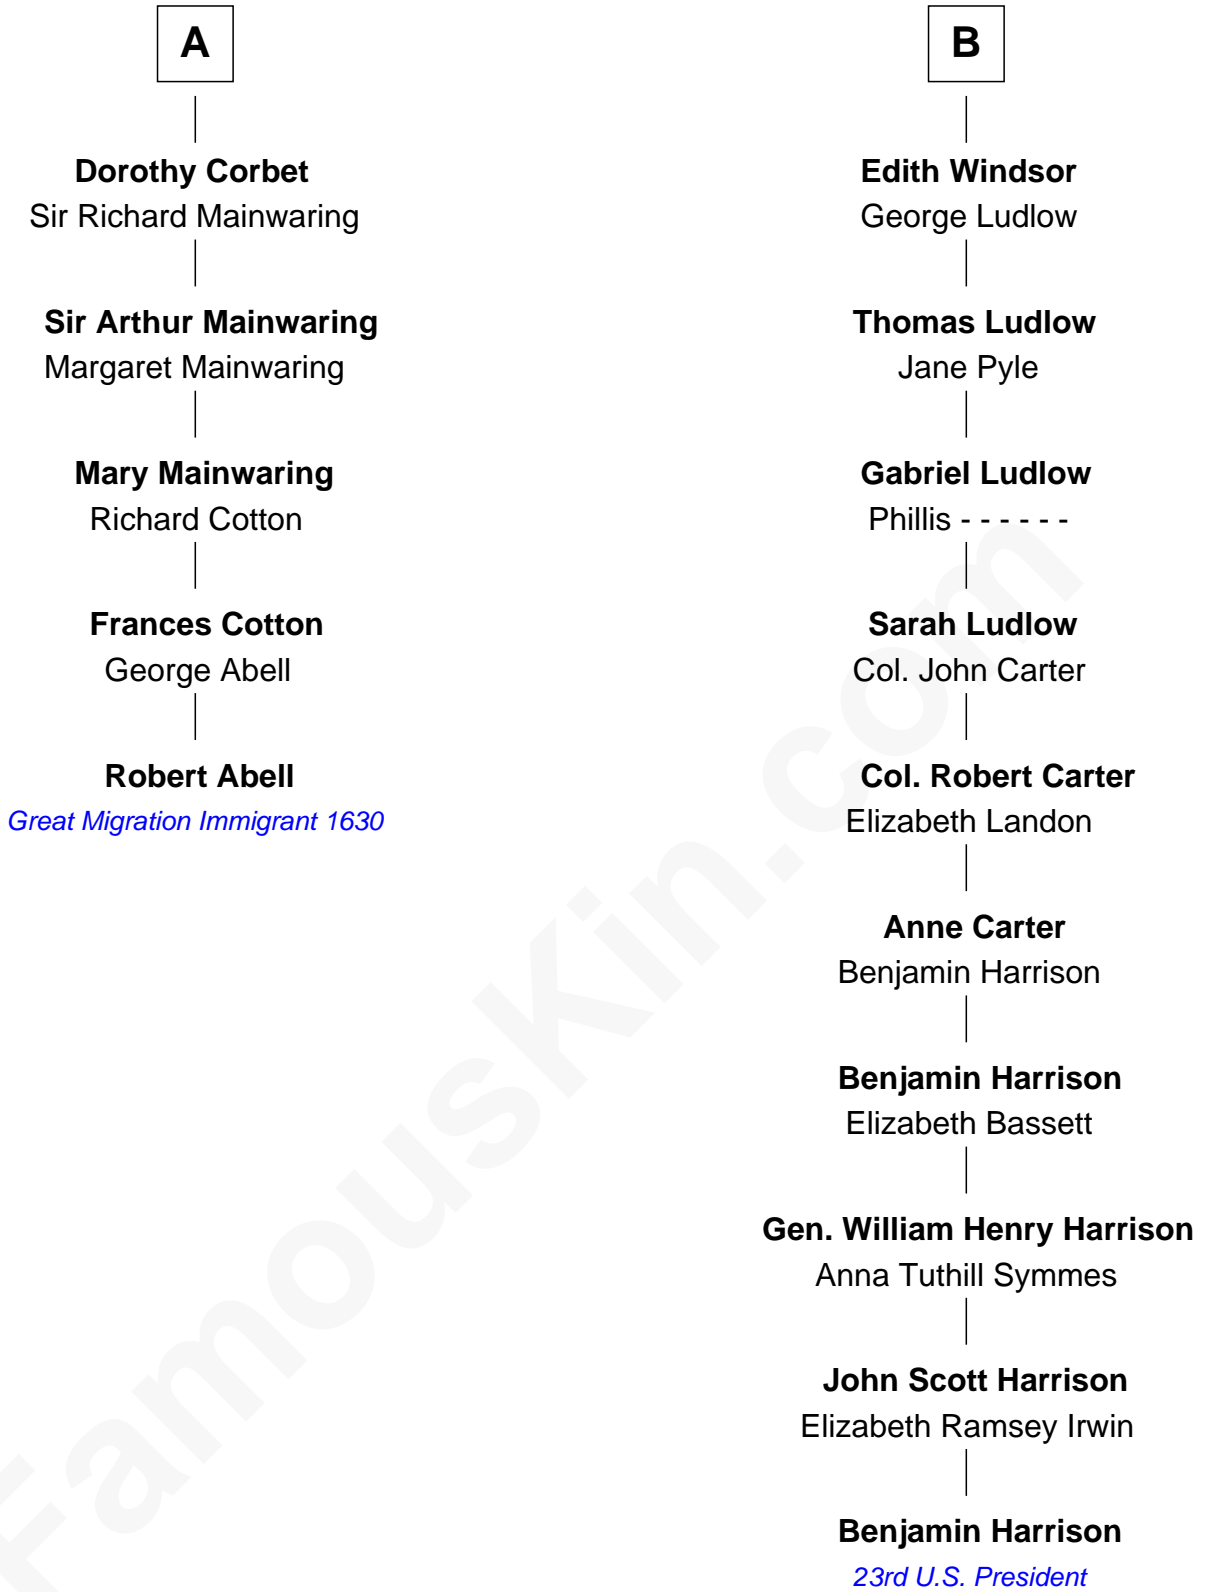 A
Dorothy Corbet
Sir Richard Mainwaring
Sir Arthur Mainwaring
Margaret Mainwaring
Mary Mainwaring
Richard Cotton
Frances Cotton
George Abell
Robert Abell
Great Migration Immigrant 1630
B
Edith Windsor
George Ludlow
Thomas Ludlow
Jane Pyle
Gabriel Ludlow
Phillis - - - - - -
Sarah Ludlow
Col. John Carter
Col. Robert Carter
Elizabeth Landon
Anne Carter
Benjamin Harrison
Benjamin Harrison
Elizabeth Bassett
Gen. William Henry Harrison
Anna Tuthill Symmes
John Scott Harrison
Elizabeth Ramsey Irwin
Benjamin Harrison
23rd U.S. President
FamousKin.com